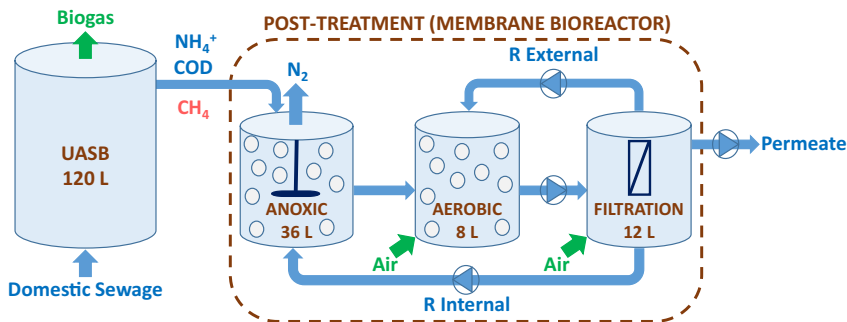 POST-TREATMENT (MEMBRANE BIOREACTOR)
Biogas
NH₄⁺
COD
CH₄
N₂
R External
UASB
120 L
Permeate
ANOXIC
36 L
AEROBIC
8 L
FILTRATION
12 L
Air
Air
Domestic Sewage
R Internal